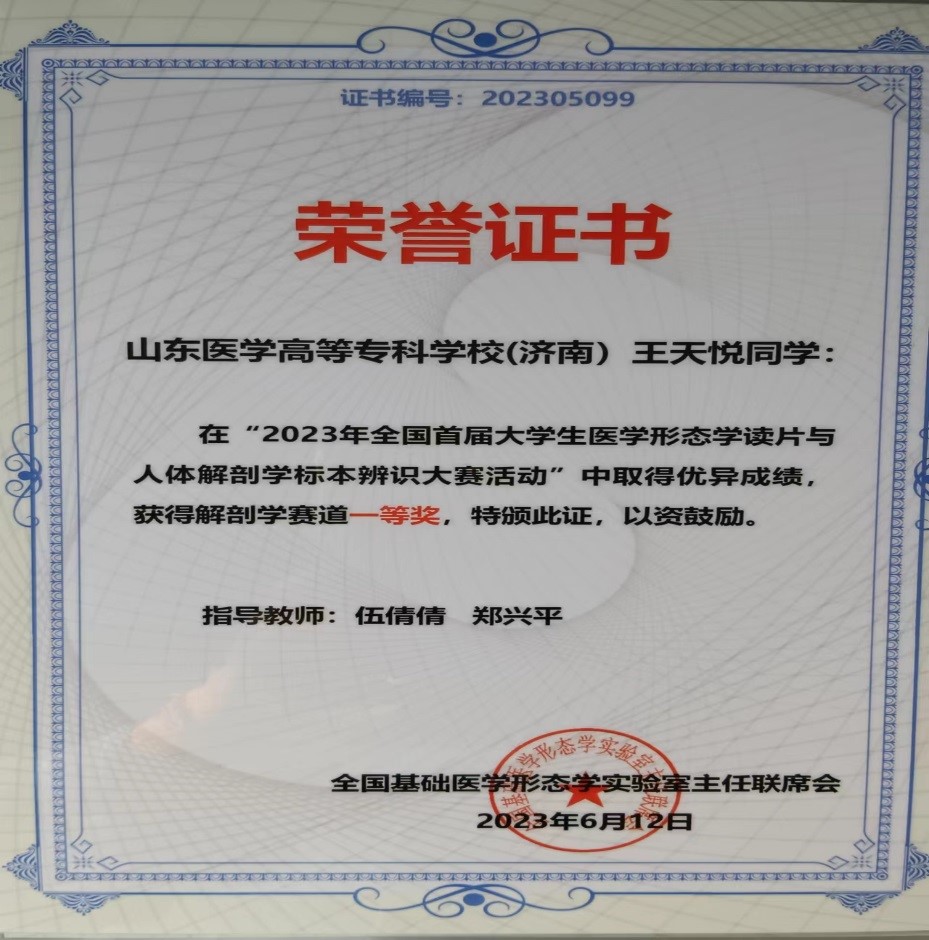 证书编号：202305099
荣誉证书
山东医学高等专科学校(济南） 王天悦同学：
在“2023年全国首届大学生医学形态学读片与
人体解剖学标本辨识大赛活动”中取得优异成绩，
获得解剖学赛道一等奖，特颁此证，以资鼓励。
指导教师：伍倩倩 郑兴平
全国基础医学形态学实验室主任联席会
2023年6月12日